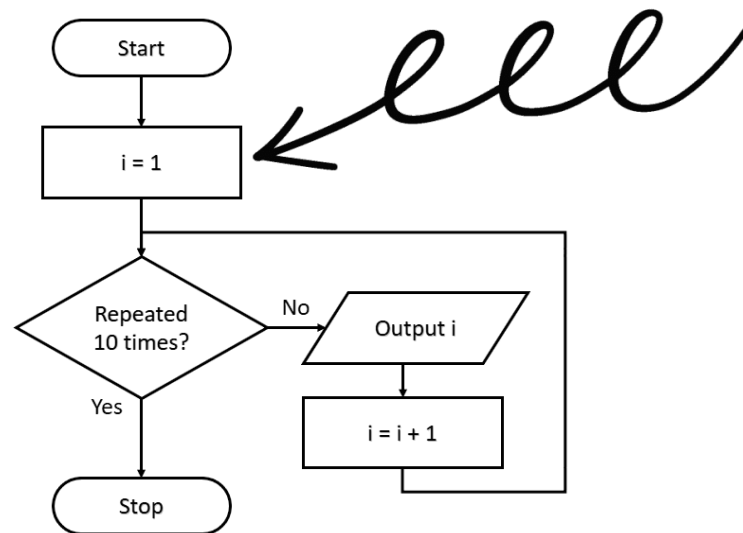 Start
i = 1
Repeated
10 times?
No
Output i
i = i + 1
Yes
Stop